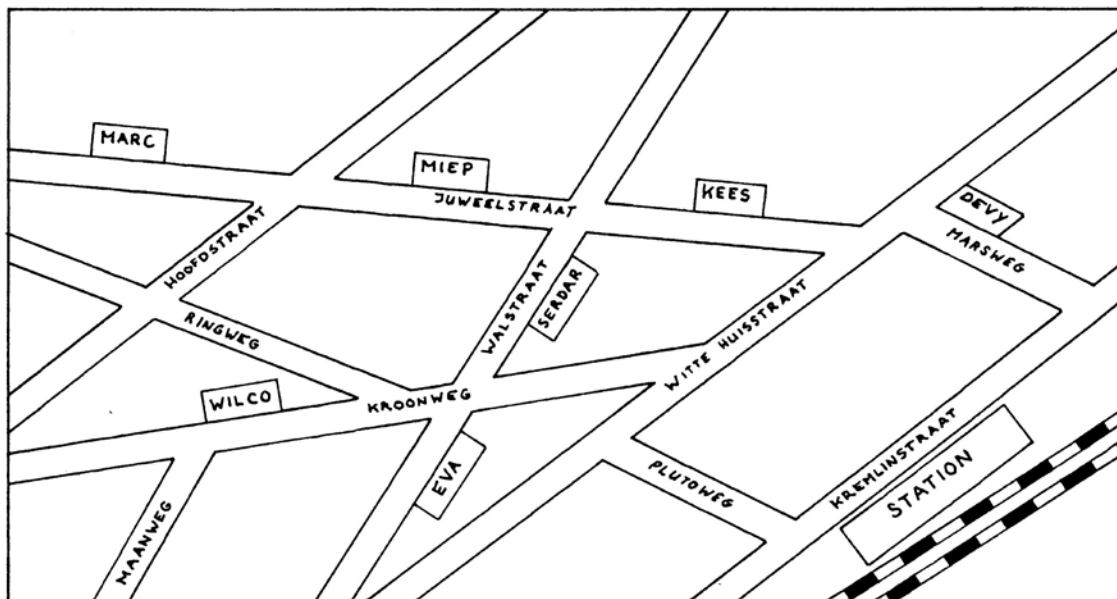 MARC
MIEP
JUWEELSTRAAT
KEES
DEVY
MARSWEG
HOOFDSTRAAT
RINGWEG
WALSTRAAT
SERDAR
WITTE HUISSTRAAT
WILCO
KROONWEG
EVA
PLUTOWEG
KREMLINSTRAAT
STATION
MAANWEG